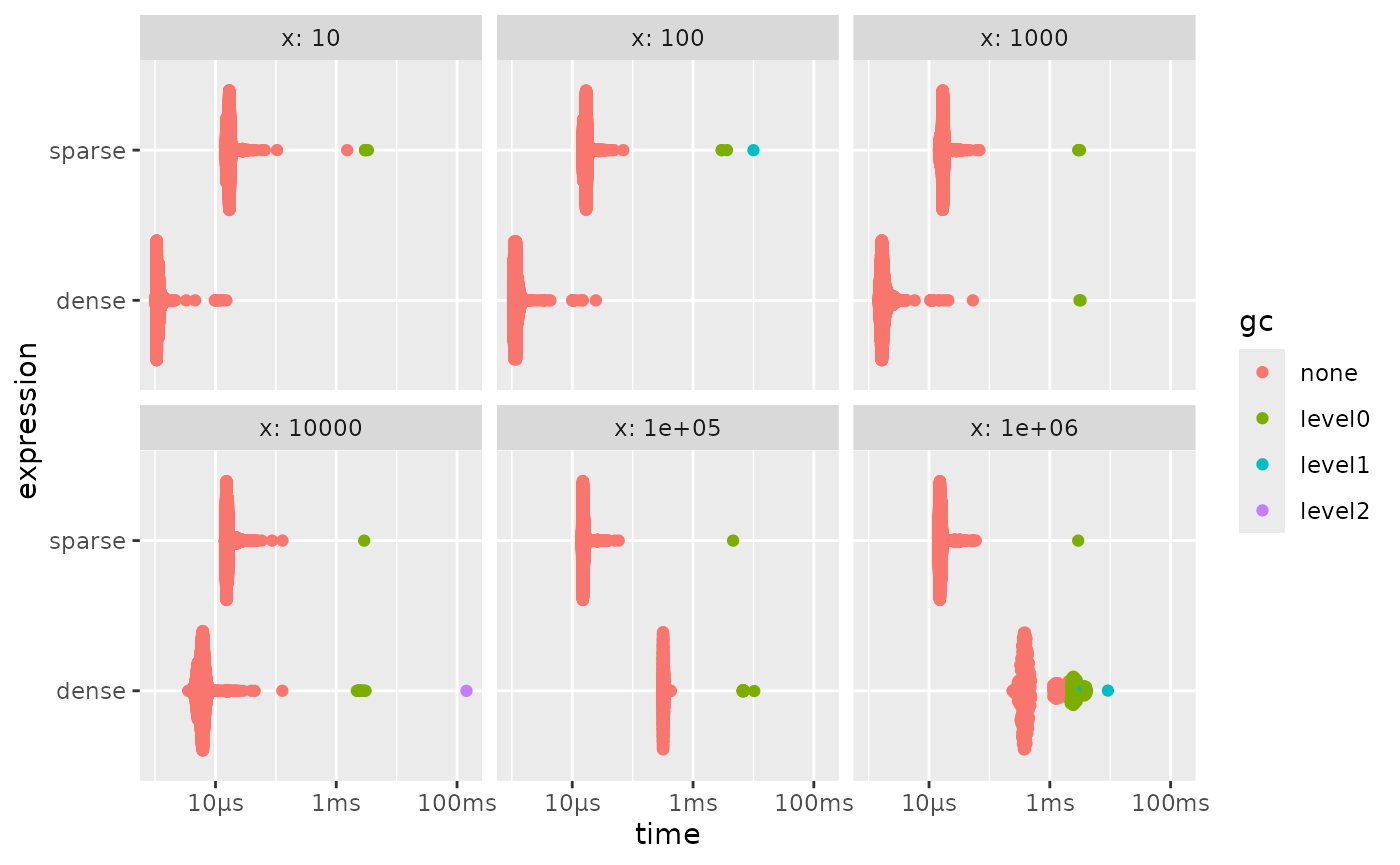 x: 10
x: 100
x: 1000
sparse
dense
x: 10000
x: 1e+05
x: 1e+06
sparse
dense
10µs
1ms
100ms
10µs
1ms
100ms
10µs
1ms
100ms
time
expression
gc
none
level0
level1
level2